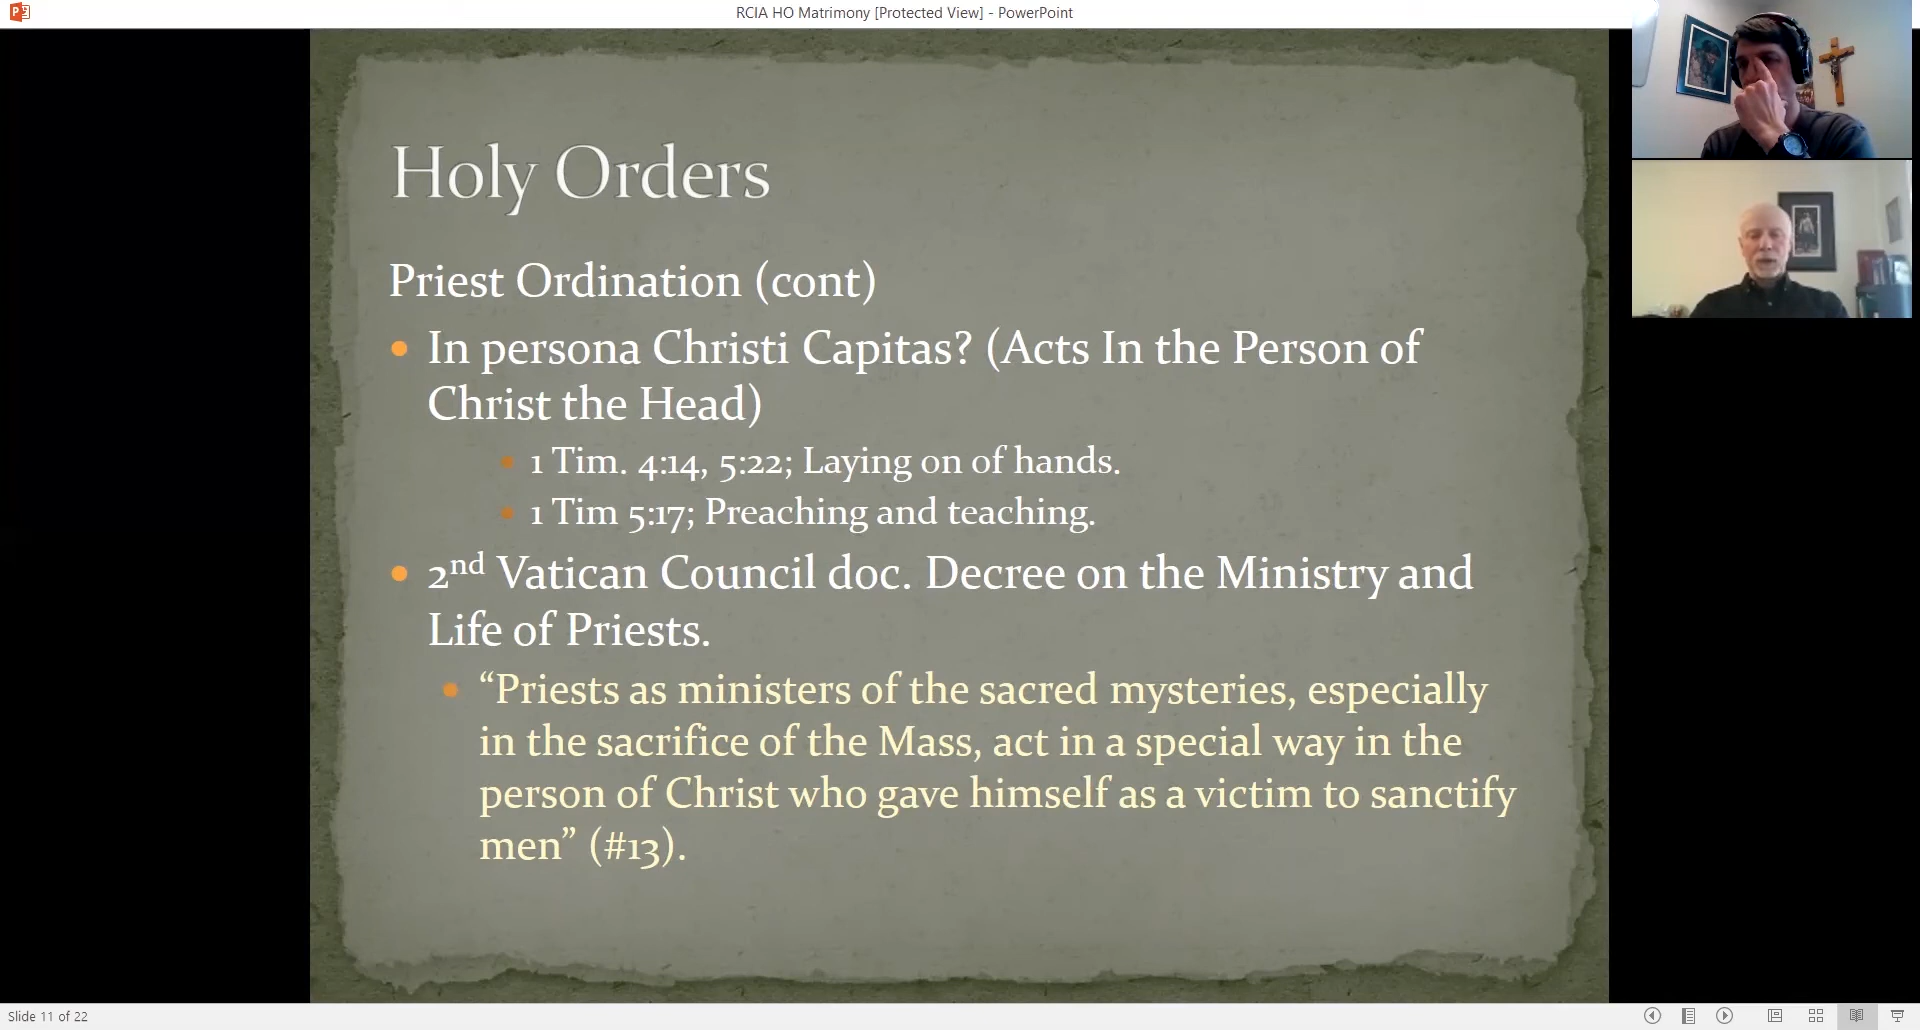 RCIA HO Matrimony [Protected View] - PowerPoint
Holy Orders
Priest Ordination (cont)
In persona Christi Capitas? (Acts In the Person of
Christ the Head)
1 Tim. 4:14, 5:22; Laying on of hands.
1 Tim 5:17; Preaching and teaching.
2nd Vatican Council doc. Decree on the Ministry and
Life of Priests.
“Priests as ministers of the sacred mysteries, especially
in the sacrifice of the Mass, act in a special way in the
person of Christ who gave himself as a victim to sanctify
men” (#13).
Slide 11 of 22